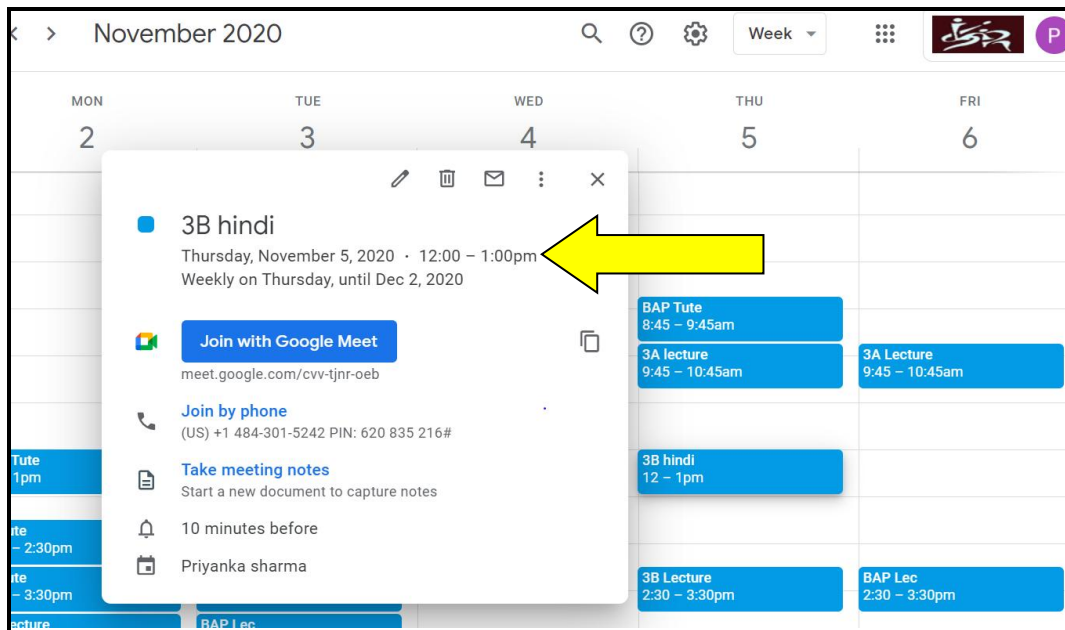 November 2020
Week
P
MON
TUE
WED
THU
FRI
2
3
4
5
6
3B hindi
Thursday, November 5, 2020 · 12:00 – 1:00pm
Weekly on Thursday, until Dec 2, 2020
Join with Google Meet
meet.google.com/cvv-tjnr-oeb
Join by phone
(US) +1 484-301-5242 PIN: 620 835 216#
Take meeting notes
Start a new document to capture notes
10 minutes before
Priyanka sharma
Tute
1pm
– 2:30pm
– 3:30pm
BAP Lec
BAP Tute
8:45 – 9:45am
3A lecture
9:45 – 10:45am
3B hindi
12 – 1pm
3B Lecture
2:30 – 3:30pm
3A Lecture
9:45 – 10:45am
BAP Lec
2:30 – 3:30pm